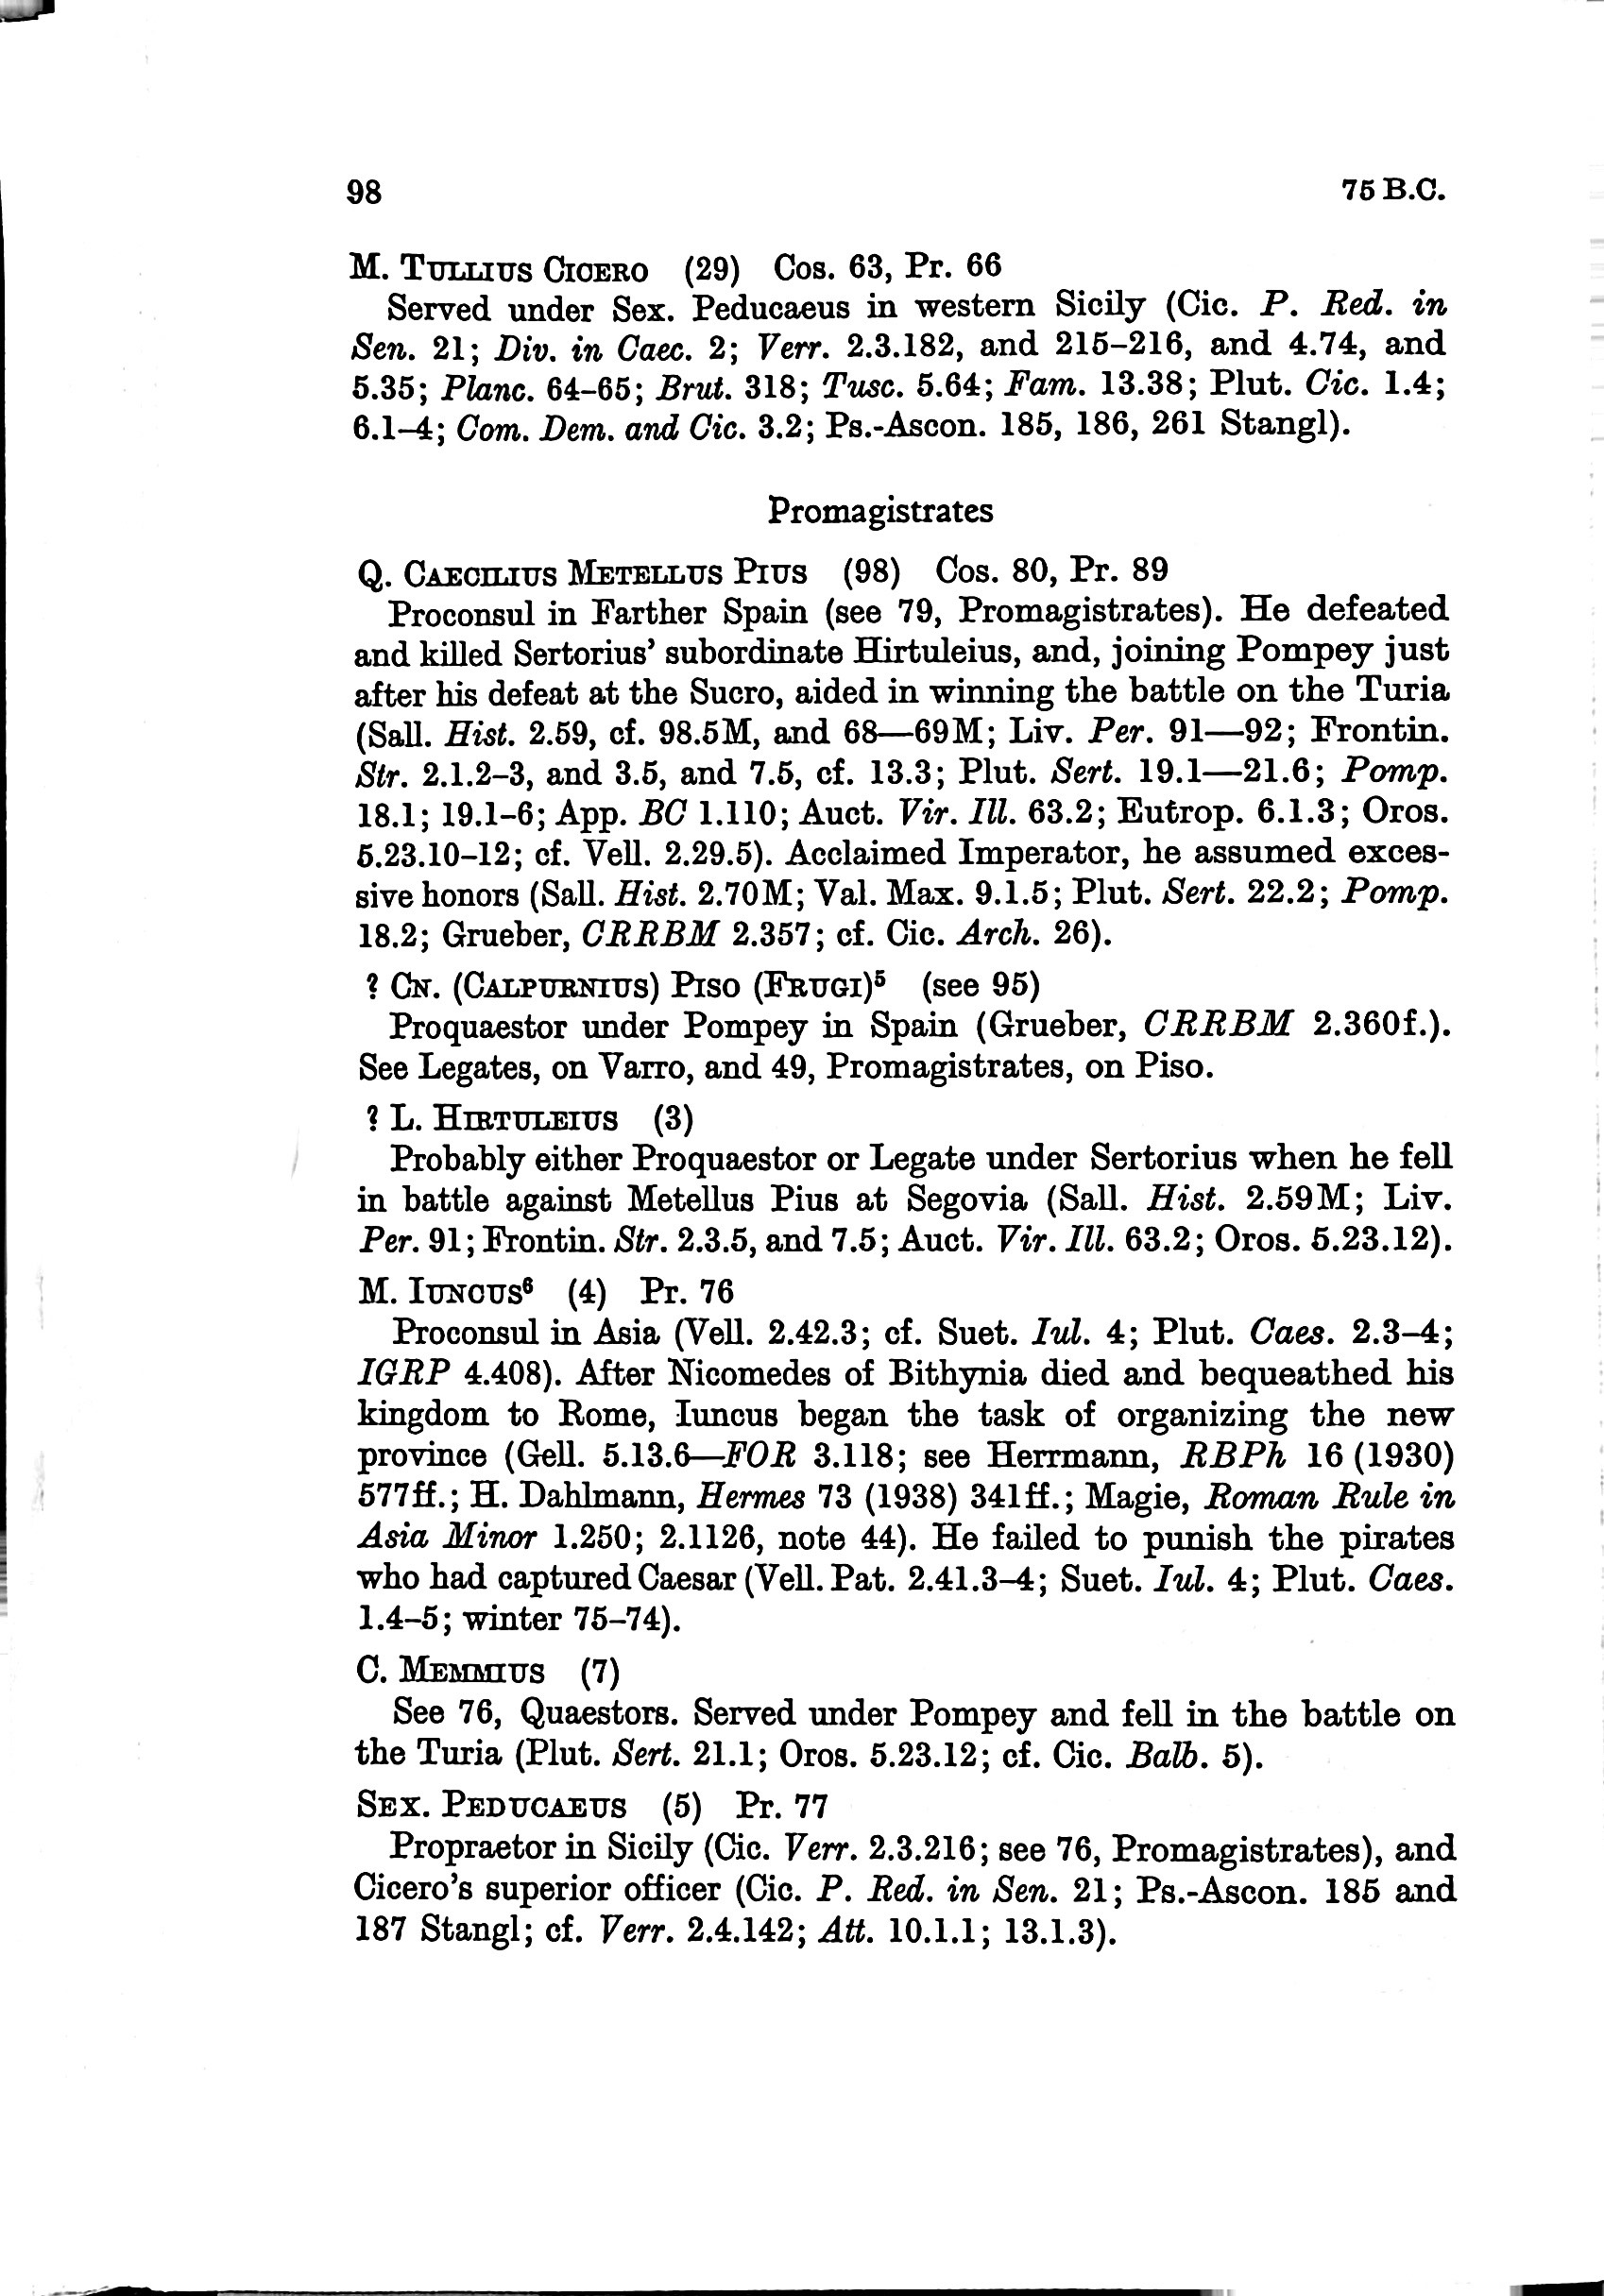 98
75 B.C.
M. TULLIUS CICERO (29) Cos. 63, Pr. 66
Served under Sex. Peducaeus in western Sicily (Cic. P. Red. in
Sen. 21; Div. in Caec. 2; Verr. 2.3.182, and 215–216, and 4.74, and
5.35; Planc. 64–65; Brut. 318; Tusc. 5.64; Fam. 13.38; Plut. Cic. 1.4;
6.1–4; Com. Dem. and Cic. 3.2; Ps.-Ascon. 185, 186, 261 Stangl).
Promagistrates
Q. CAECILIUS METELLUS PIUS (98) Cos. 80, Pr. 89
Proconsul in Farther Spain (see 79, Promagistrates). He defeated
and killed Sertorius’ subordinate Hirtuleius, and, joining Pompey just
after his defeat at the Sucro, aided in winning the battle on the Turia
(Sall. Hist. 2.59, cf. 98.5M, and 68—69M; Liv. Per. 91—92; Frontin.
Str. 2.1.2–3, and 3.5, and 7.5, cf. 13.3; Plut. Sert. 19.1—21.6; Pomp.
18.1; 19.1–6; App. BC 1.110; Auct. Vir. Ill. 63.2; Eutrop. 6.1.3; Oros.
5.23.10–12; cf. Vell. 2.29.5). Acclaimed Imperator, he assumed exces-
sive honors (Sall. Hist. 2.70M; Val. Max. 9.1.5; Plut. Sert. 22.2; Pomp.
18.2; Grueber, CRRBM 2.357; cf. Cic. Arch. 26).
? CN. (CALPURNIUS) PISO (FRUGI)⁵ (see 95)
Proquaestor under Pompey in Spain (Grueber, CRRBM 2.360f.).
See Legates, on Varro, and 49, Promagistrates, on Piso.
? L. HIRTULEIUS (3)
Probably either Proquaestor or Legate under Sertorius when he fell
in battle against Metellus Pius at Segovia (Sall. Hist. 2.59M; Liv.
Per. 91; Frontin. Str. 2.3.5, and 7.5; Auct. Vir. Ill. 63.2; Oros. 5.23.12).
M. IUNCUS⁶ (4) Pr. 76
Proconsul in Asia (Vell. 2.42.3; cf. Suet. Iul. 4; Plut. Caes. 2.3–4;
IGRP 4.408). After Nicomedes of Bithynia died and bequeathed his
kingdom to Rome, Iuncus began the task of organizing the new
province (Gell. 5.13.6—FOR 3.118; see Herrmann, RBPh 16 (1930)
577ff.; H. Dahlmann, Hermes 73 (1938) 341ff.; Magie, Roman Rule in
Asia Minor 1.250; 2.1126, note 44). He failed to punish the pirates
who had captured Caesar (Vell. Pat. 2.41.3–4; Suet. Iul. 4; Plut. Caes.
1.4–5; winter 75–74).
C. MEMMIUS (7)
See 76, Quaestors. Served under Pompey and fell in the battle on
the Turia (Plut. Sert. 21.1; Oros. 5.23.12; cf. Cic. Balb. 5).
SEX. PEDUCAEUS (5) Pr. 77
Propraetor in Sicily (Cic. Verr. 2.3.216; see 76, Promagistrates), and
Cicero’s superior officer (Cic. P. Red. in Sen. 21; Ps.-Ascon. 185 and
187 Stangl; cf. Verr. 2.4.142; Att. 10.1.1; 13.1.3).